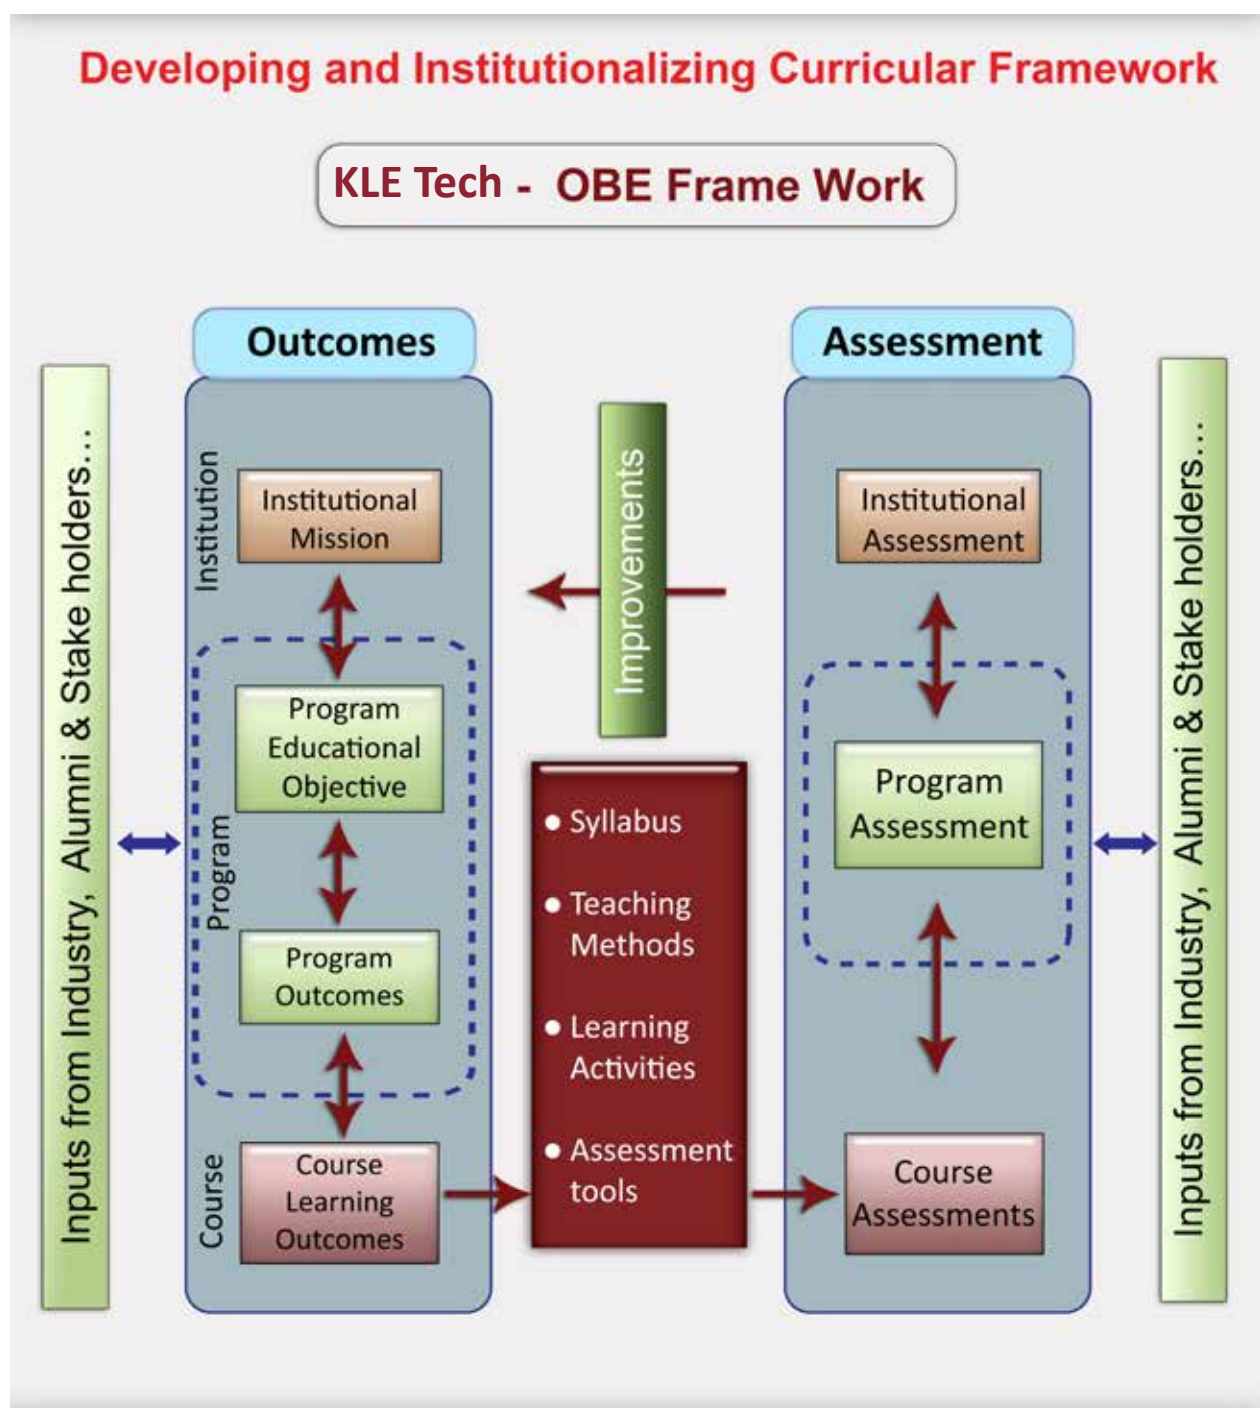 Developing and Institutionalizing Curricular Framework
KLE Tech - OBE Frame Work
Inputs from Industry, Alumni & Stake holders...
Outcomes
Institution
Institutional
Mission
Program
Program
Educational
Objective
Program
Outcomes
Course
Course
Learning
Outcomes
Improvements
● Syllabus
● Teaching
Methods
● Learning
Activities
● Assessment
tools
Assessment
Institutional
Assessment
Program
Assessment
Course
Assessments
Inputs from Industry, Alumni & Stake holders...